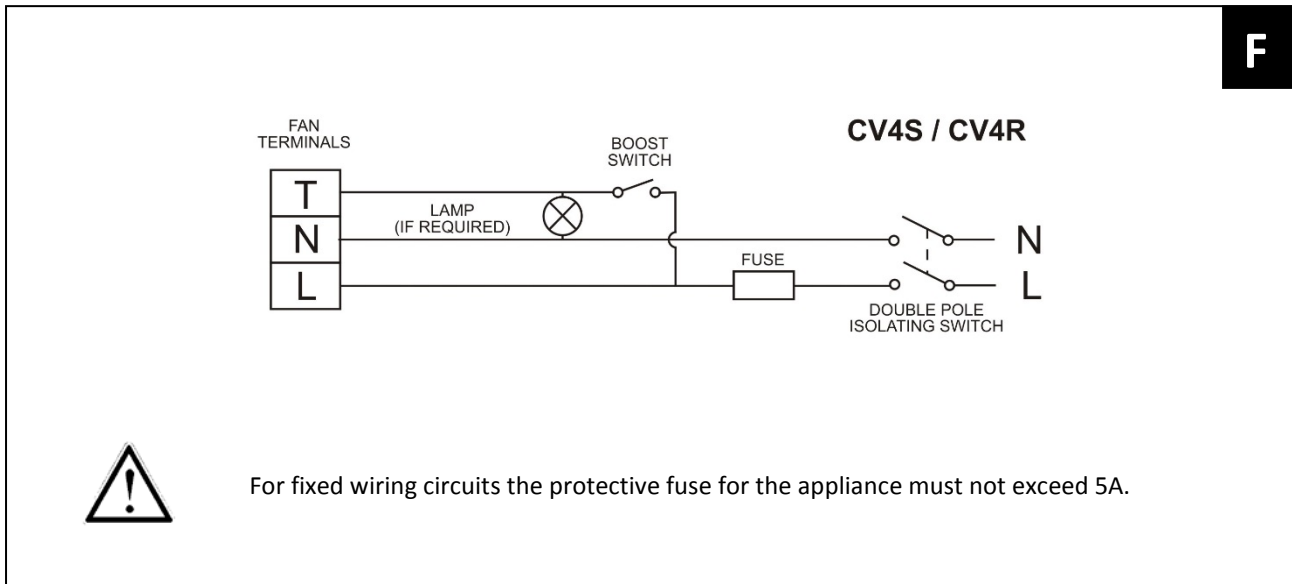 F
FAN
TERMINALS
CV4S / CV4R
BOOST
SWITCH
T
LAMP
(IF REQUIRED)
N
N
FUSE
L
L
DOUBLE POLE
ISOLATING SWITCH
!
For fixed wiring circuits the protective fuse for the appliance must not exceed 5A.